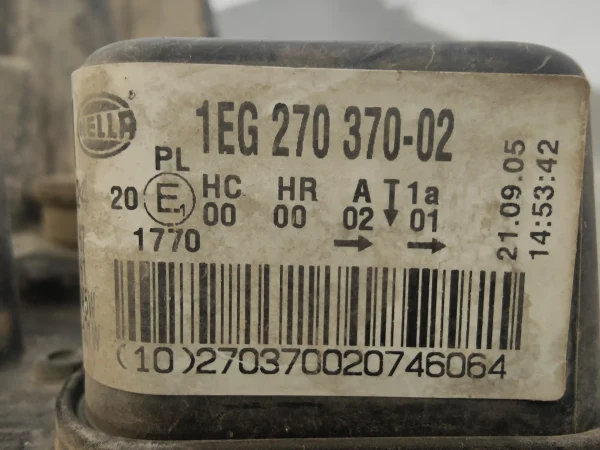 HELLA
1EG 270 370-02
PL
20 E1 HC HR A 1a
00 00 02 01
1770
(10)270370020746064
21.09.05
14:53:42